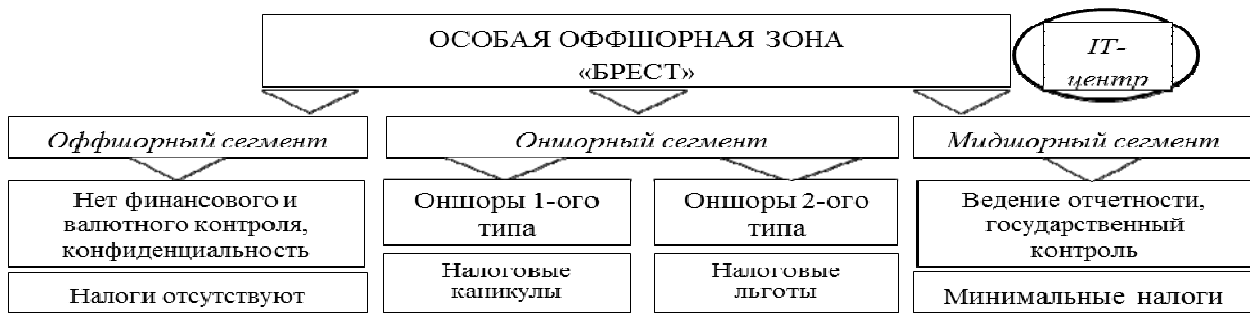 ОСОБАЯ ОФФШОРНАЯ ЗОНА
«БРЕСТ»
IT-
центр
Оффшорный сегмент
Оншорный сегмент
Мидшорный сегмент
Нет финансового и
валютного контроля,
конфиденциальность
Оншоры 1-ого
типа
Оншоры 2-ого
типа
Ведение отчетности,
государственный
контроль
Налоги отсутствуют
Налоговые
каникулы
Налоговые
льготы
Минимальные налоги